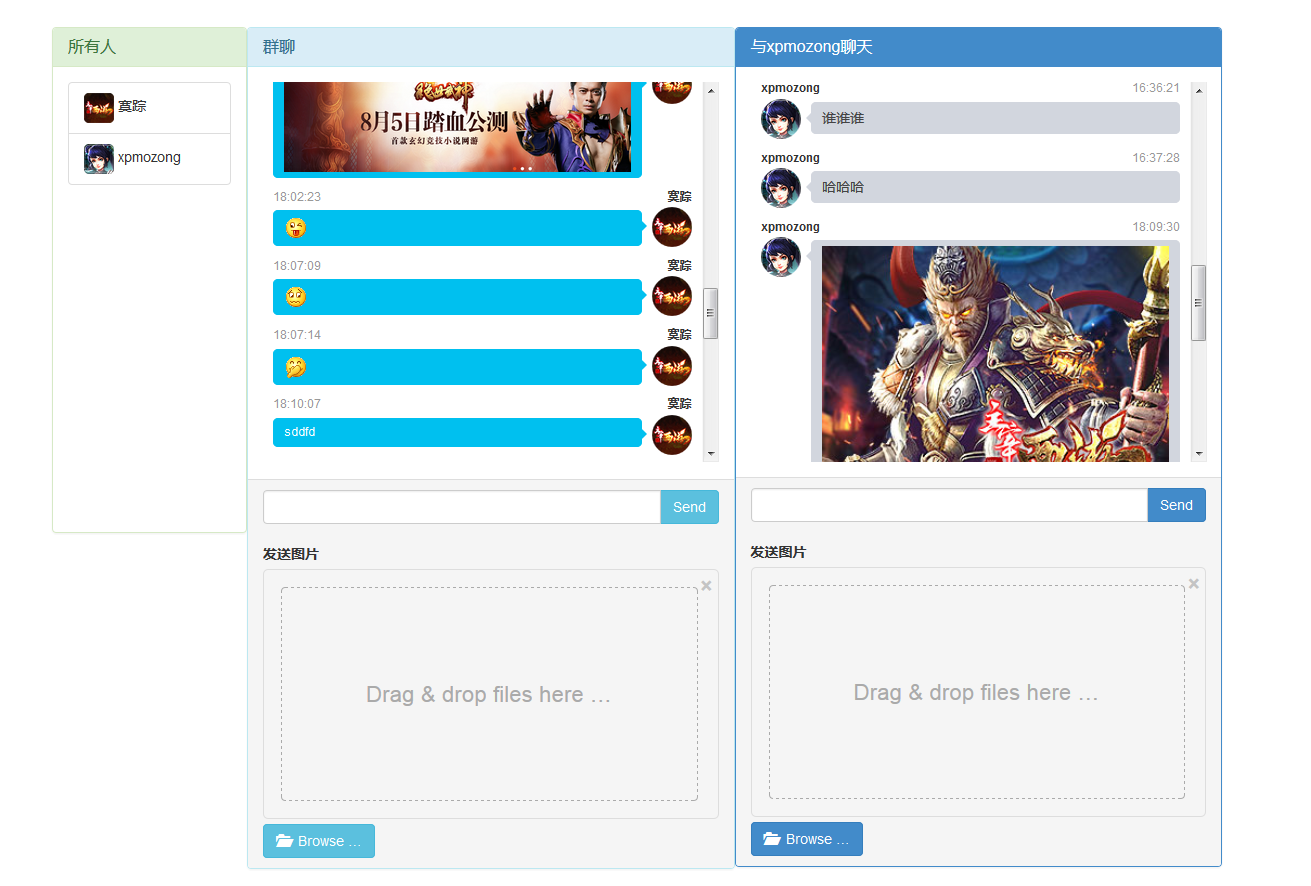 所有人
寞踪
xpmozong
群聊
8月5日踏血公测
首款玄幻竞技小说网游
18:02:23 寞踪
18:07:09 寞踪
18:07:14 寞踪
18:10:07 寞踪
sddfd
Send
发送图片
Drag & drop files here …
Browse …
与xpmozong聊天
xpmozong 16:36:21
谁谁谁
xpmozong 16:37:28
哈哈哈
xpmozong 18:09:30
Send
发送图片
Drag & drop files here …
Browse …